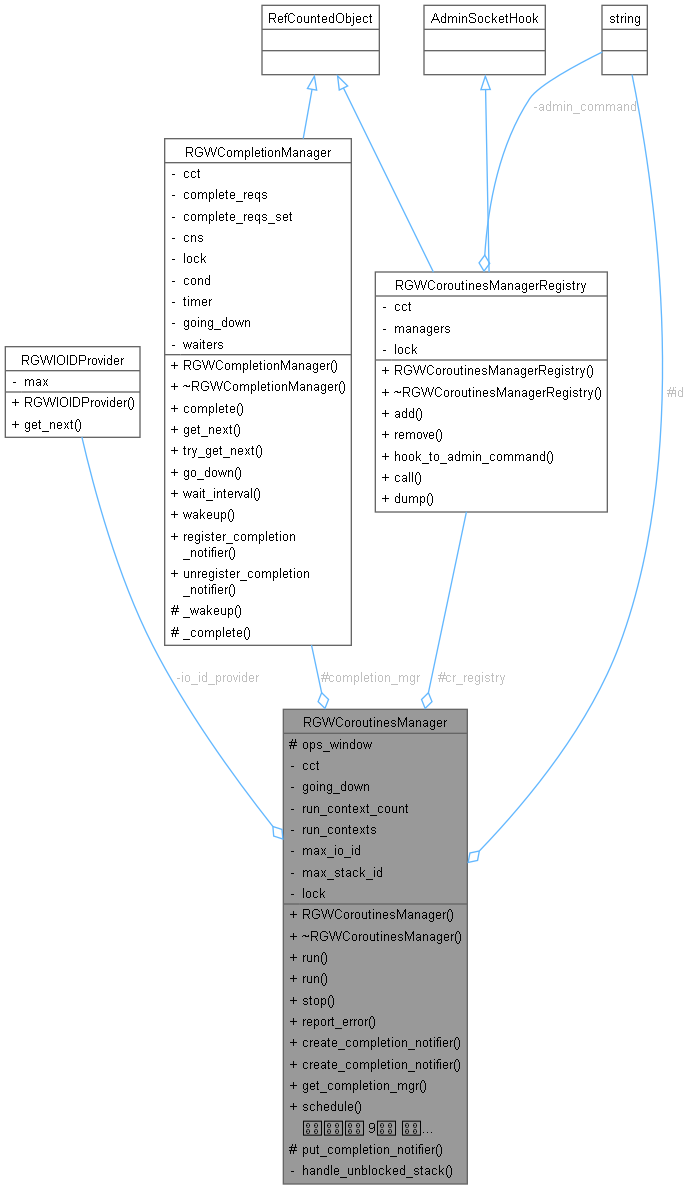 RefCountedObject
AdminSocketHook
string
-admin_command
RGWCompletionManager
- cct
- complete_reqs
- complete_reqs_set
- cns
- lock
- cond
- timer
- going_down
- waiters
+ RGWCompletionManager()
+ ~RGWCompletionManager()
+ complete()
+ get_next()
+ try_get_next()
+ go_down()
+ wait_interval()
+ wakeup()
+ register_completion
_notifier()
+ unregister_completion
_notifier()
# _wakeup()
# _complete()
RGWCoroutinesManagerRegistry
- cct
- managers
- lock
+ RGWCoroutinesManagerRegistry()
+ ~RGWCoroutinesManagerRegistry()
+ add()
+ remove()
+ hook_to_admin_command()
+ call()
+ dump()
RGWIOIDProvider
- max
+ RGWIOIDProvider()
+ get_next()
#id
-io_id_provider
#completion_mgr
#cr_registry
RGWCoroutinesManager
# ops_window
- cct
- going_down
- run_context_count
- run_contexts
- max_io_id
- max_stack_id
- lock
+ RGWCoroutinesManager()
+ ~RGWCoroutinesManager()
+ run()
+ run()
+ stop()
+ report_error()
+ create_completion_notifier()
+ create_completion_notifier()
+ get_completion_mgr()
+ schedule()
9 ...
# put_completion_notifier()
- handle_unblocked_stack()